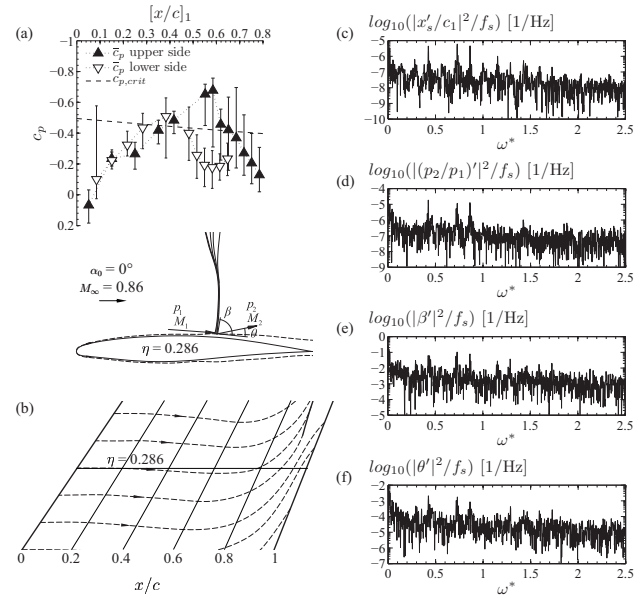 (a)
[x/c]₁
0 0.1 0.2 0.3 0.4 0.5 0.6 0.7 0.8
−1
−0.8
−0.6
−0.4
−0.2
0
0.2
c_p
c̅_p upper side
c̅_p lower side
c_{p,crit}
α₀ = 0°
M_∞ = 0.86
p₁
M₁
β
p₂
M₂
θ
η = 0.286
(b)
η = 0.286
0 0.2 0.4 0.6 0.8 1
x/c
(c)
log₁₀(|x′_s/c₁|²/f_s) [1/Hz]
−5
−6
−7
−8
−9
−10
0 0.5 1 1.5 2 2.5
ω*
(d)
log₁₀(|(p₂/p₁)′|²/f_s) [1/Hz]
−4
−5
−6
−7
−8
−9
0 0.5 1 1.5 2 2.5
ω*
(e)
log₁₀(|β′|²/f_s) [1/Hz]
0
−1
−2
−3
−4
−5
0 0.5 1 1.5 2 2.5
ω*
(f)
log₁₀(|θ′|²/f_s) [1/Hz]
−2
−3
−4
−5
−6
−7
0 0.5 1 1.5 2 2.5
ω*